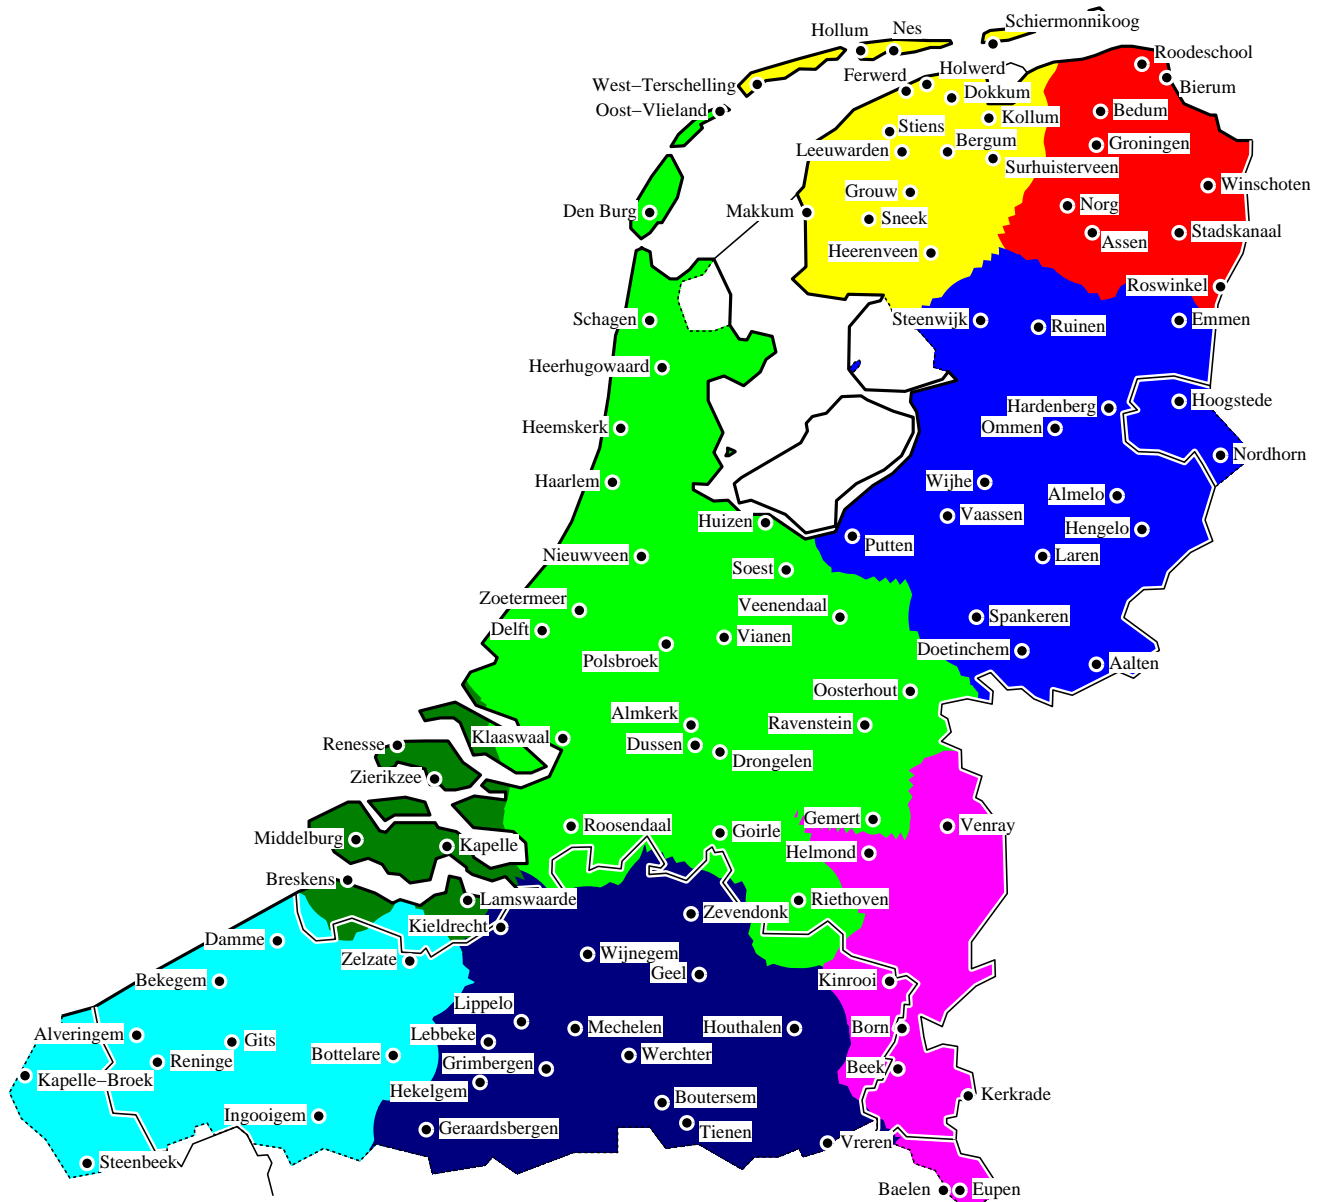 Schiermonnikoog
Hollum
Nes
Roodeschool
West–Terschelling
Ferwerd
Holwerd
Bierum
Oost–Vlieland
Dokkum
Kollum
Bedum
Stiens
Leeuwarden
Bergum
Groningen
Surhuisterveen
Winschoten
Grouw
Den Burg
Makkum
Sneek
Norg
Assen
Stadskanaal
Heerenveen
Roswinkel
Schagen
Steenwijk
Ruinen
Emmen
Heerhugowaard
Hoogstede
Hardenberg
Heemskerk
Ommen
Nordhorn
Haarlem
Wijhe
Almelo
Huizen
Vaassen
Hengelo
Putten
Nieuwveen
Soest
Laren
Zoetermeer
Veenendaal
Spankeren
Delft
Vianen
Polsbroek
Doetinchem
Aalten
Oosterhout
Almkerk
Ravenstein
Klaaswaal
Renesse
Dussen
Drongelen
Zierikzee
Gemert
Roosendaal
Goirle
Venray
Middelburg
Kapelle
Helmond
Breskens
Lamswaarde
Riethoven
Zevendonk
Kieldrecht
Damme
Wijnegem
Zelzate
Geel
Bekegem
Kinrooi
Lippelo
Alveringem
Gits
Lebbeke
Mechelen
Houthalen
Born
Reninge
Bottelare
Grimbergen
Werchter
Beek
Kapelle–Broek
Hekelgem
Kerkrade
Ingooigem
Boutersem
Geraardsbergen
Tienen
Vreren
Steenbeek
Baelen
Eupen